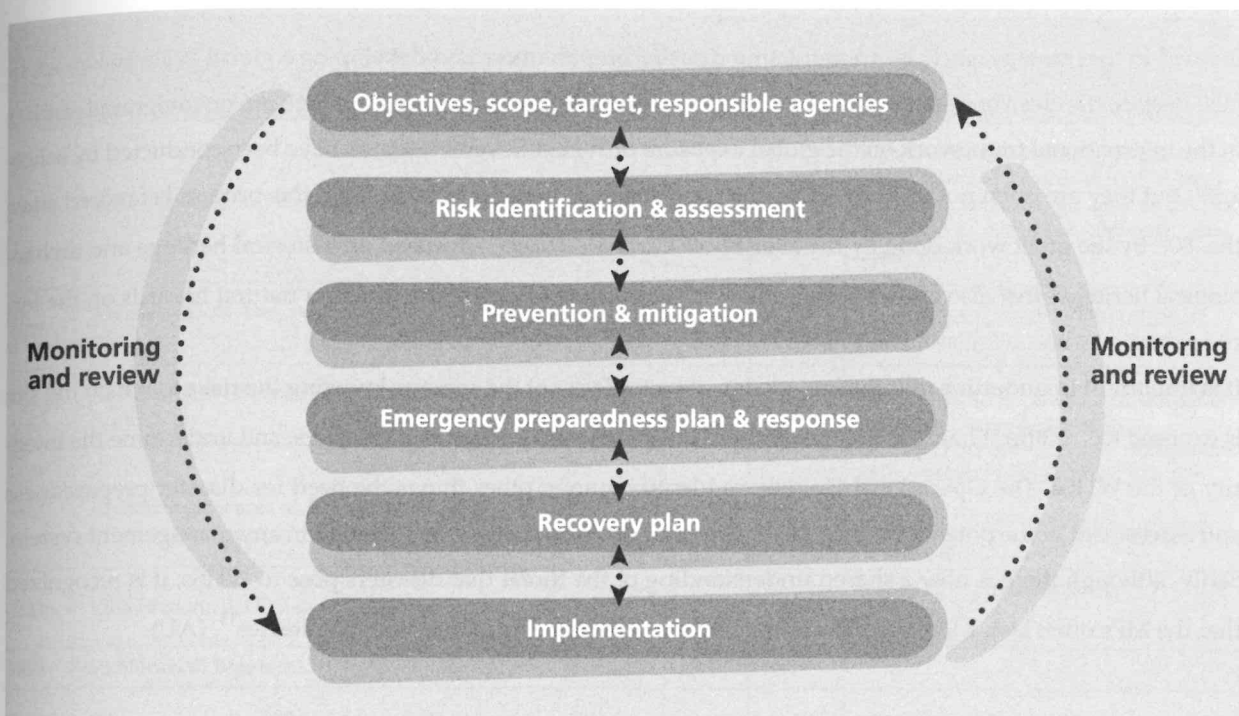 Objectives, scope, target, responsible agencies
Risk identification & assessment
Prevention & mitigation
Monitoring
and review
Monitoring
and review
Emergency preparedness plan & response
Recovery plan
Implementation